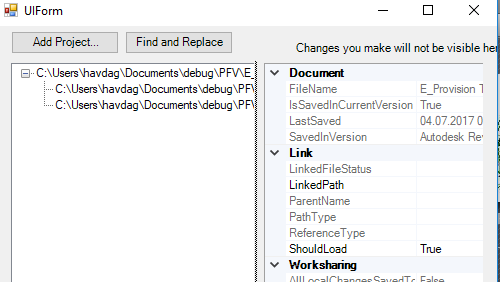 UIForm
Add Project...
Find and Replace
Changes you make will not be visible her
C:\Users\havdag\Documents\debug\PFV\E_
C:\Users\havdag\Documents\debug\PF\
C:\Users\havdag\Documents\debug\PF\
Document
FileName E_Provision T
IsSavedInCurrentVersion True
LastSaved 04.07.2017 0
SavedInVersion Autodesk Rev
Link
LinkedFileStatus
LinkedPath
ParentName
PathType
ReferenceType
ShouldLoad True
Worksharing
AllLocalChangesSavedTo False